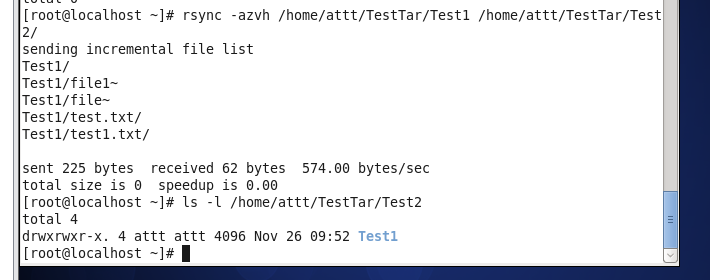 [root@localhost ~]# rsync -azvh /home/attt/TestTar/Test1 /home/attt/TestTar/Test
2/
sending incremental file list
Test1/
Test1/file1~
Test1/file~
Test1/test.txt/
Test1/test1.txt/
sent 225 bytes  received 62 bytes  574.00 bytes/sec
total size is 0  speedup is 0.00
[root@localhost ~]# ls -l /home/attt/TestTar/Test2
total 4
drwxrwxr-x. 4 attt attt 4096 Nov 26 09:52 Test1
[root@localhost ~]#